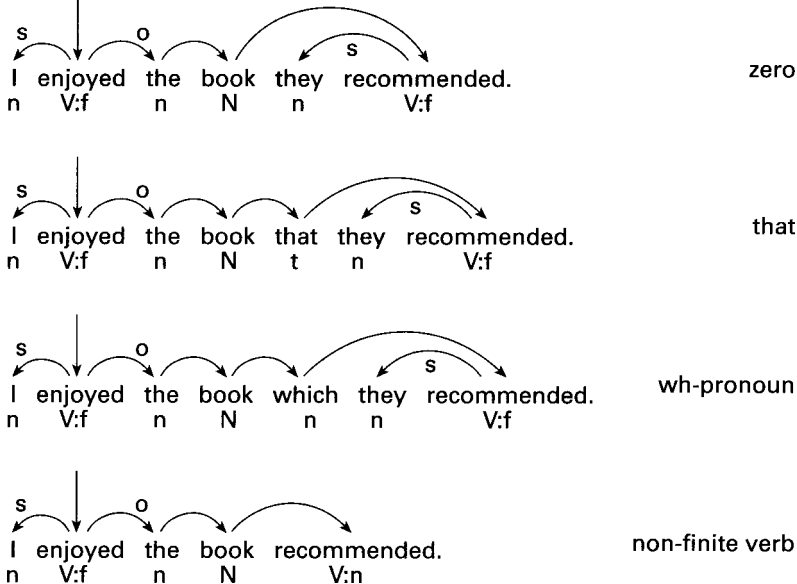 s o s
I enjoyed the book they recommended. zero
n V:f n N n V:f
s o s
I enjoyed the book that they recommended. that
n V:f n N t n V:f
s o s
I enjoyed the book which they recommended. wh-pronoun
n V:f n N n n V:f
s o
I enjoyed the book recommended. non-finite verb
n V:f n N V:n